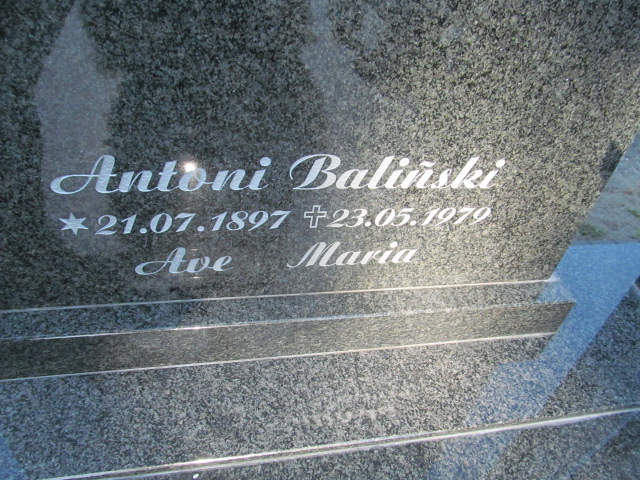 Antoni Baliñski
✶ 21.07.1897 ✝ 23.05.1979
Ave Maria